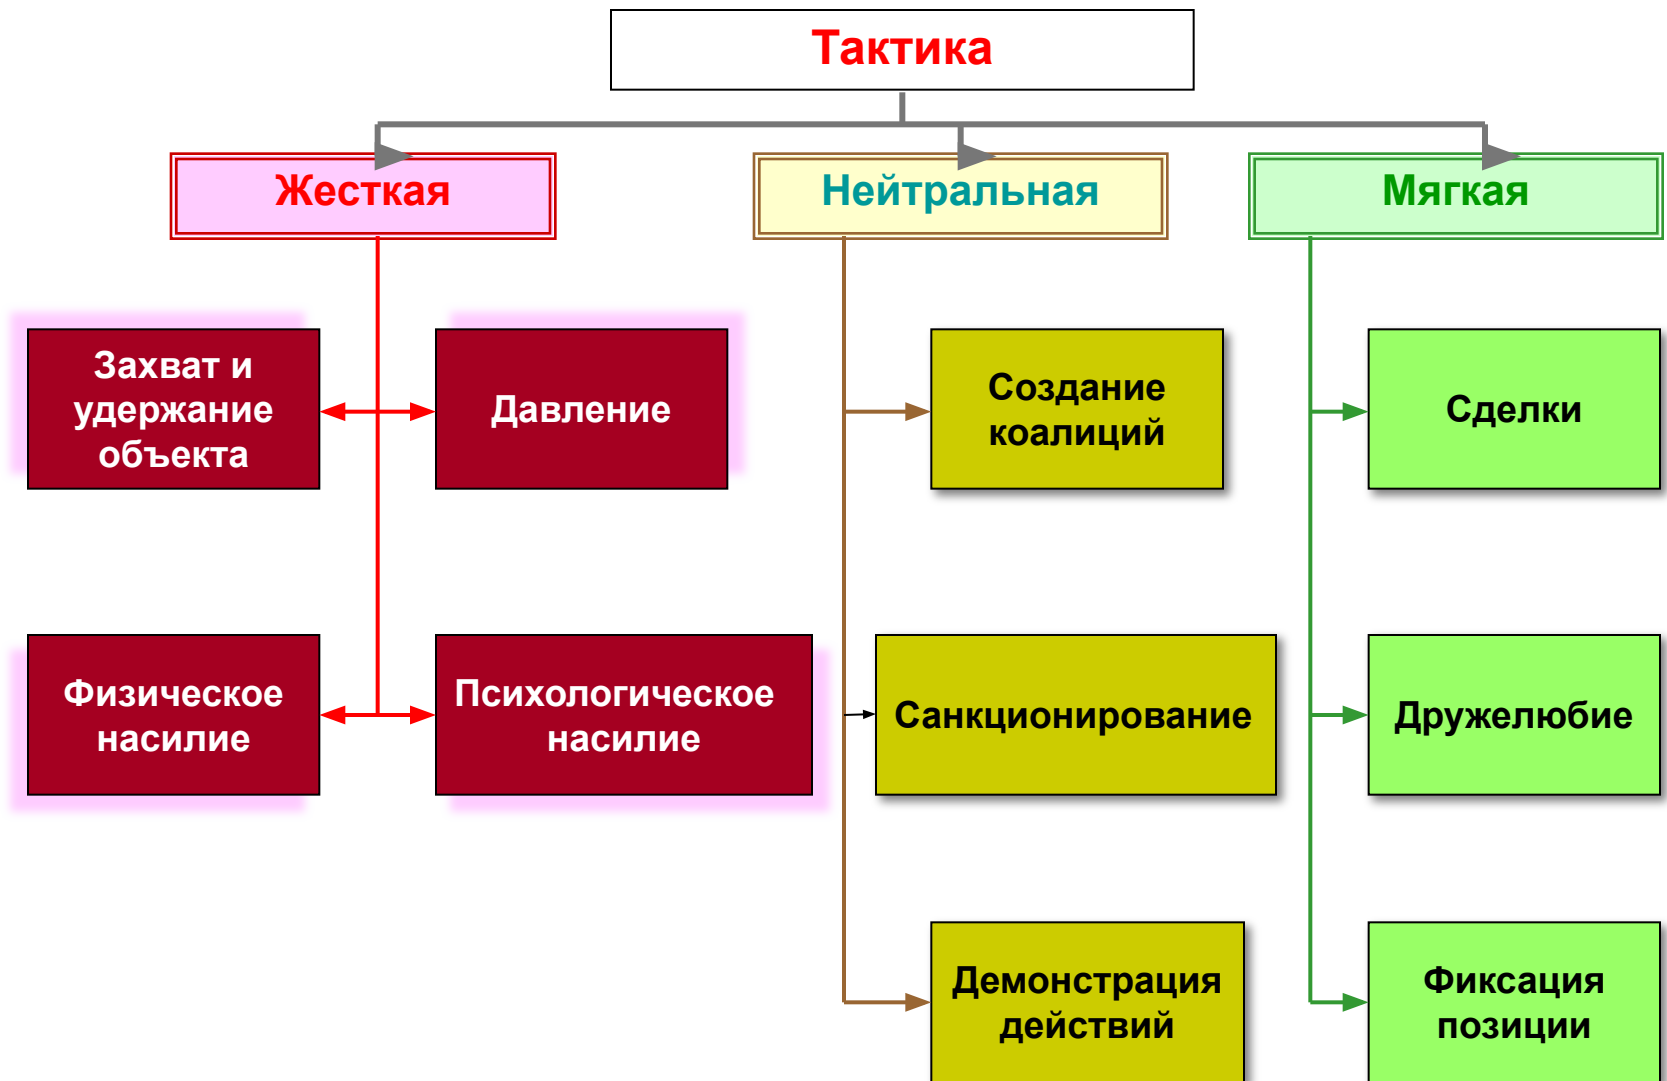 Тактика
Жесткая
Нейтральная
Мягкая
Захват и
удержание
объекта
Давление
Создание
коалиций
Сделки
Физическое
насилие
Психологическое
насилие
Санкционирование
Дружелюбие
Демонстрация
действий
Фиксация
позиции